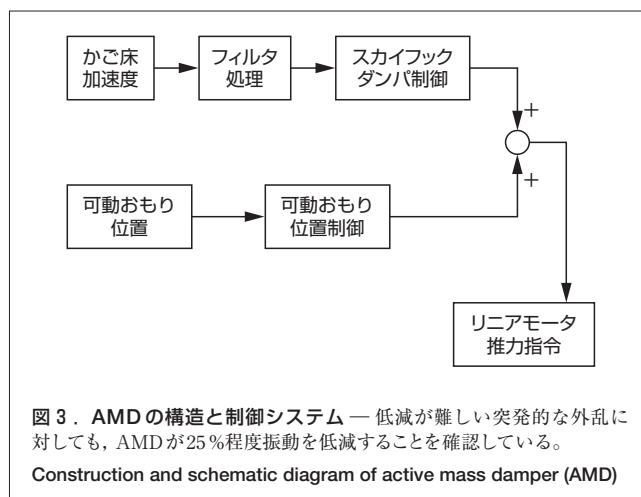 かご床
加速度
フィルタ
処理
スカイフック
ダンパ制御
+
可動おもり
位置
可動おもり
位置制御
+
リニアモータ
推力指令
図3．AMDの構造と制御システム — 低減が難しい突発的な外乱に
対しても，AMDが25％程度振動を低減することを確認している。
Construction and schematic diagram of active mass damper (AMD)